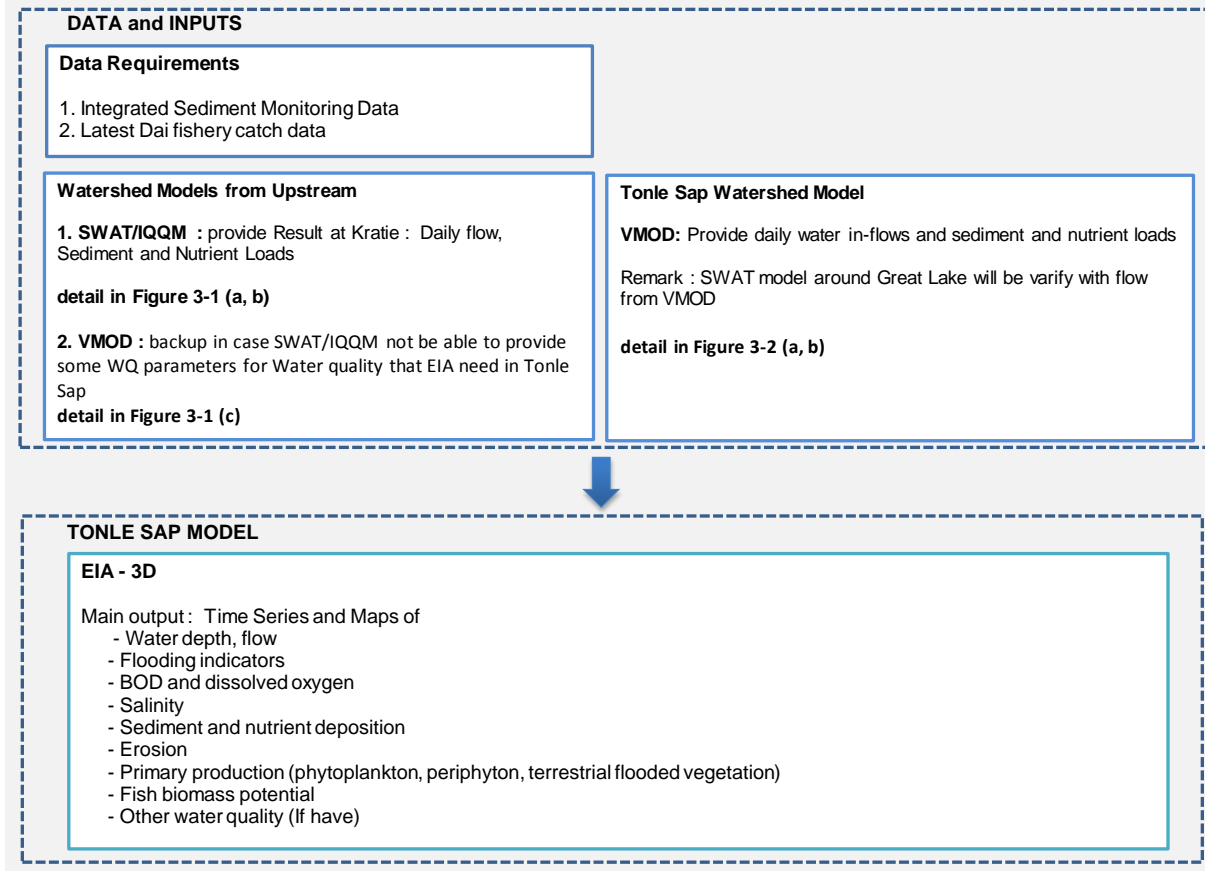 DATA and INPUTS
Data Requirements
1. Integrated Sediment Monitoring Data
2. Latest Dai fishery catch data
Watershed Models from Upstream
1. SWAT/IQQM : provide Result at Kratie : Daily flow,
Sediment and Nutrient Loads
detail in Figure 3-1 (a, b)
2. VMOD : backup in case SWAT/IQQM not be able to provide
some WQ parameters for Water quality that EIA need in Tonle
Sap
detail in Figure 3-1 (c)
Tonle Sap Watershed Model
VMOD: Provide daily water in-flows and sediment and nutrient loads
Remark : SWAT model around Great Lake will be varify with flow
from VMOD
detail in Figure 3-2 (a, b)
TONLE SAP MODEL
EIA - 3D
Main output : Time Series and Maps of
- Water depth, flow
- Flooding indicators
- BOD and dissolved oxygen
- Salinity
- Sediment and nutrient deposition
- Erosion
- Primary production (phytoplankton, periphyton, terrestrial flooded vegetation)
- Fish biomass potential
- Other water quality (If have)